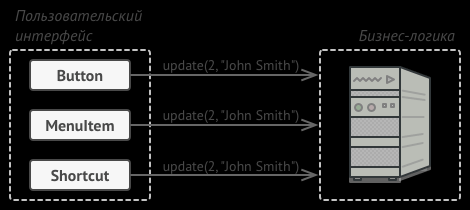 Пользовательский
интерфейс
Бизнес-логика
Button
update(2, "John Smith")
MenuItem
update(2, "John Smith")
Shortcut
update(2, "John Smith")